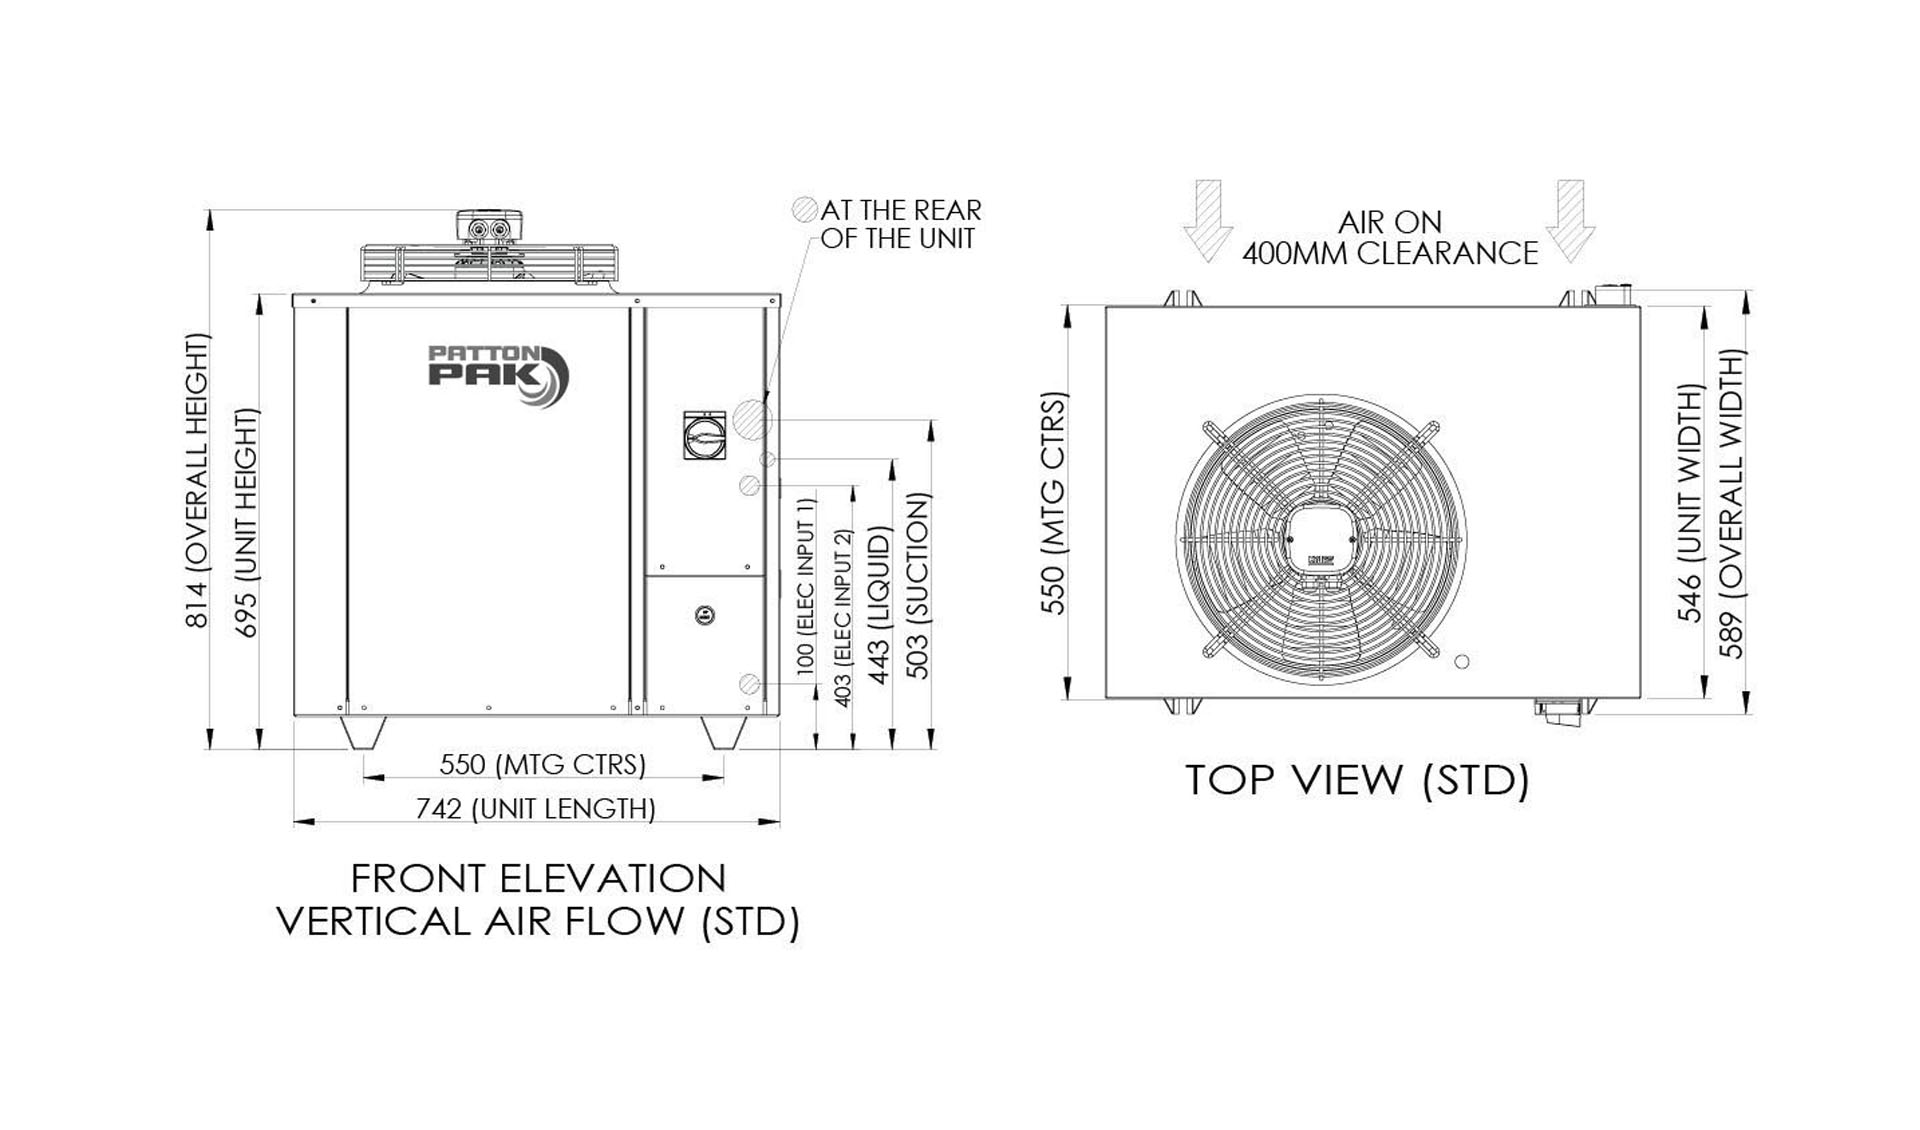 AT THE REAR
OF THE UNIT
814 (OVERALL HEIGHT)
695 (UNIT HEIGHT)
PATTON
PAK
100 (ELEC INPUT 1)
403 (ELEC INPUT 2)
443 (LIQUID)
503 (SUCTION)
550 (MTG CTRS)
742 (UNIT LENGTH)
FRONT ELEVATION
VERTICAL AIR FLOW (STD)
AIR ON
400MM CLEARANCE
550 (MTG CTRS)
546 (UNIT WIDTH)
589 (OVERALL WIDTH)
TOP VIEW (STD)